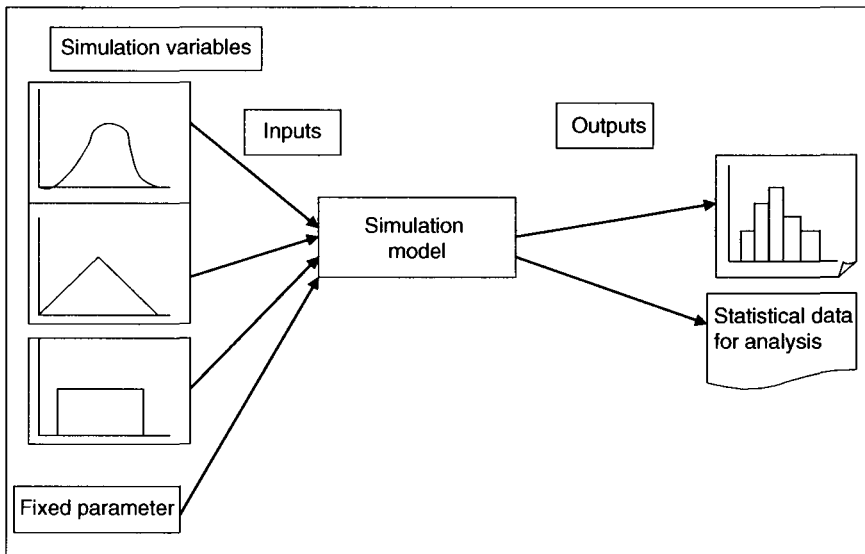 Simulation variables
Inputs
Outputs
Simulation
model
Statistical data
for analysis
Fixed parameter